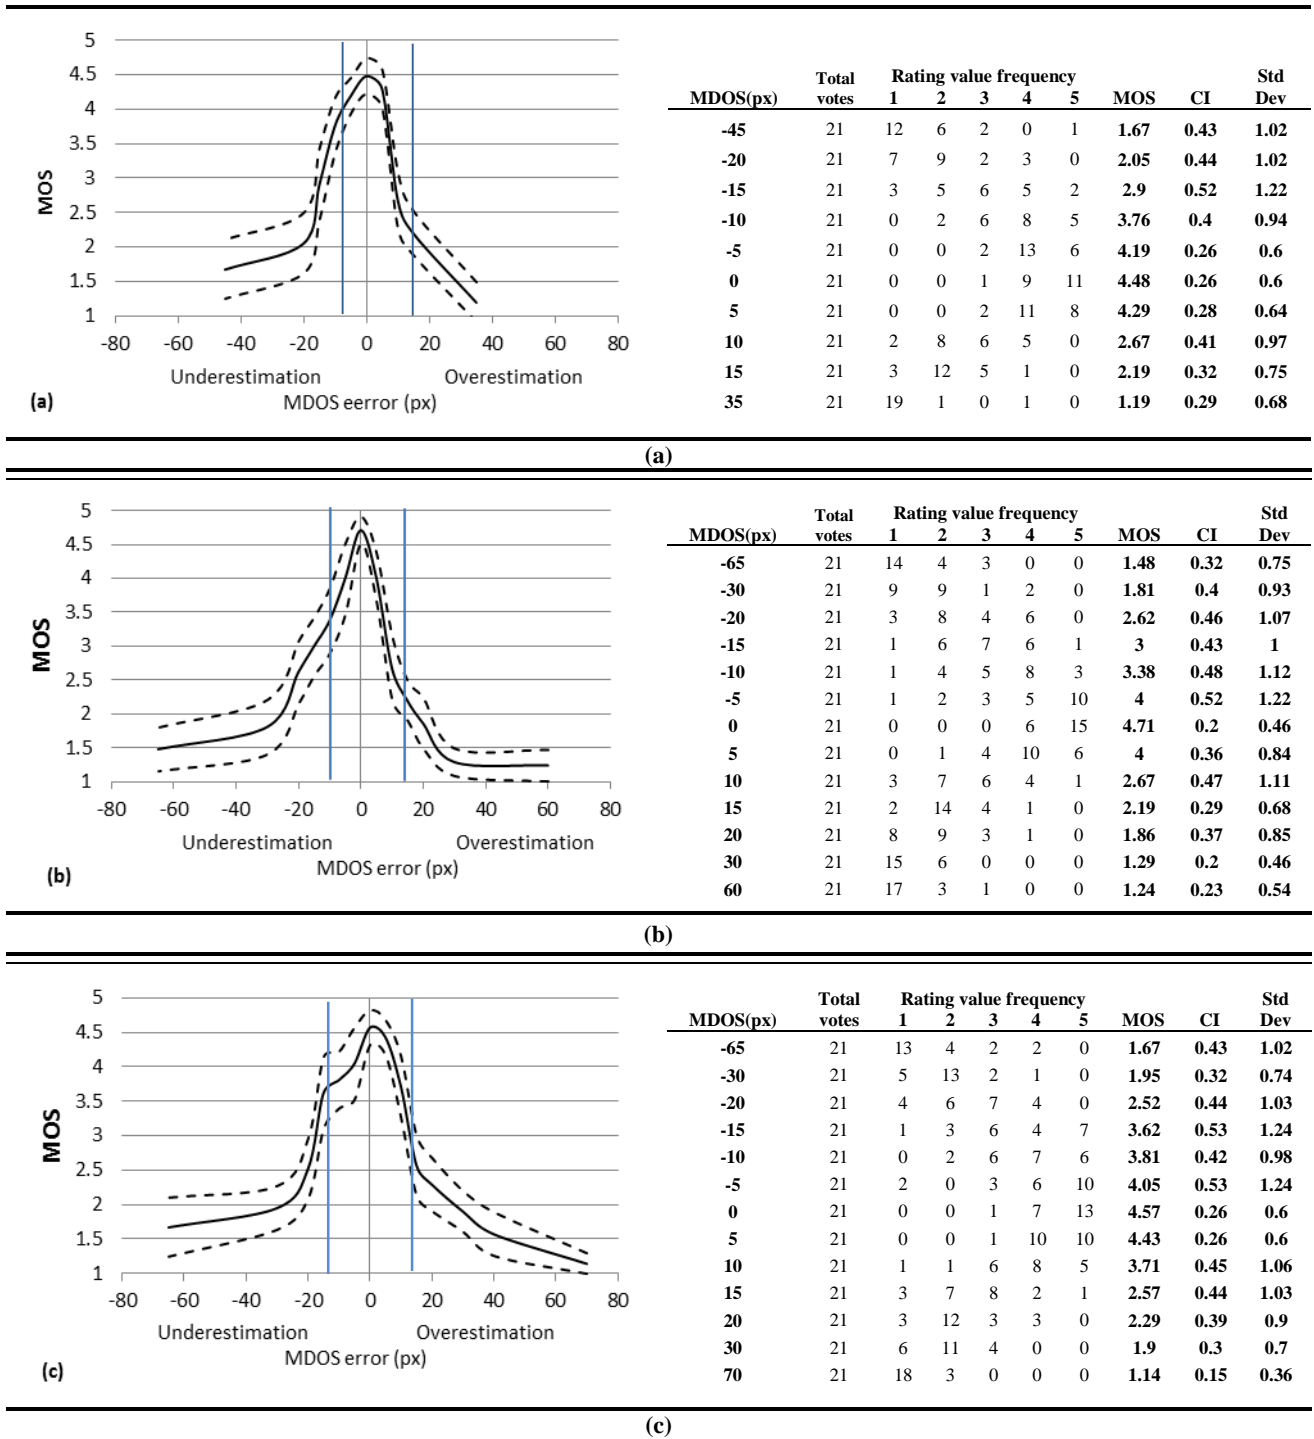 5
4.5
4
3.5
3
2.5
2
1.5
1
MOS
-80 -60 -40 -20 0 20 40 60 80
Underestimation Overestimation
MDOS eerror (px)
(a)
Total Rating value frequency Std
MDOS(px) votes 1 2 3 4 5 MOS CI Dev
-45 21 12 6 2 0 1 1.67 0.43 1.02
-20 21 7 9 2 3 0 2.05 0.44 1.02
-15 21 3 5 6 5 2 2.9 0.52 1.22
-10 21 0 2 6 8 5 3.76 0.4 0.94
-5 21 0 0 2 13 6 4.19 0.26 0.6
0 21 0 0 1 9 11 4.48 0.26 0.6
5 21 0 0 2 11 8 4.29 0.28 0.64
10 21 2 8 6 5 0 2.67 0.41 0.97
15 21 3 12 5 1 0 2.19 0.32 0.75
35 21 19 1 0 1 0 1.19 0.29 0.68
(a)
5
4.5
4
3.5
3
2.5
2
1.5
1
MOS
-80 -60 -40 -20 0 20 40 60 80
Underestimation Overestimation
MDOS error (px)
(b)
Total Rating value frequency Std
MDOS(px) votes 1 2 3 4 5 MOS CI Dev
-65 21 14 4 3 0 0 1.48 0.32 0.75
-30 21 9 9 1 2 0 1.81 0.4 0.93
-20 21 3 8 4 6 0 2.62 0.46 1.07
-15 21 1 6 7 6 1 3 0.43 1
-10 21 1 4 5 8 3 3.38 0.48 1.12
-5 21 1 2 3 5 10 4 0.52 1.22
0 21 0 0 0 6 15 4.71 0.2 0.46
5 21 0 1 4 10 6 4 0.36 0.84
10 21 3 7 6 4 1 2.67 0.47 1.11
15 21 2 14 4 1 0 2.19 0.29 0.68
20 21 8 9 3 1 0 1.86 0.37 0.85
30 21 15 6 0 0 0 1.29 0.2 0.46
60 21 17 3 1 0 0 1.24 0.23 0.54
(b)
5
4.5
4
3.5
3
2.5
2
1.5
1
MOS
-80 -60 -40 -20 0 20 40 60 80
Underestimation Overestimation
MDOS error (px)
(c)
Total Rating value frequency Std
MDOS(px) votes 1 2 3 4 5 MOS CI Dev
-65 21 13 4 2 2 0 1.67 0.43 1.02
-30 21 5 13 2 1 0 1.95 0.32 0.74
-20 21 4 6 7 4 0 2.52 0.44 1.03
-15 21 1 3 6 4 7 3.62 0.53 1.24
-10 21 0 2 6 7 6 3.81 0.42 0.98
-5 21 2 0 3 6 10 4.05 0.53 1.24
0 21 0 0 1 7 13 4.57 0.26 0.6
5 21 0 0 1 10 10 4.43 0.26 0.6
10 21 1 1 6 8 5 3.71 0.45 1.06
15 21 3 7 8 2 1 2.57 0.44 1.03
20 21 3 12 3 3 0 2.29 0.39 0.9
30 21 6 11 4 0 0 1.9 0.3 0.7
70 21 18 3 0 0 0 1.14 0.15 0.36
(c)